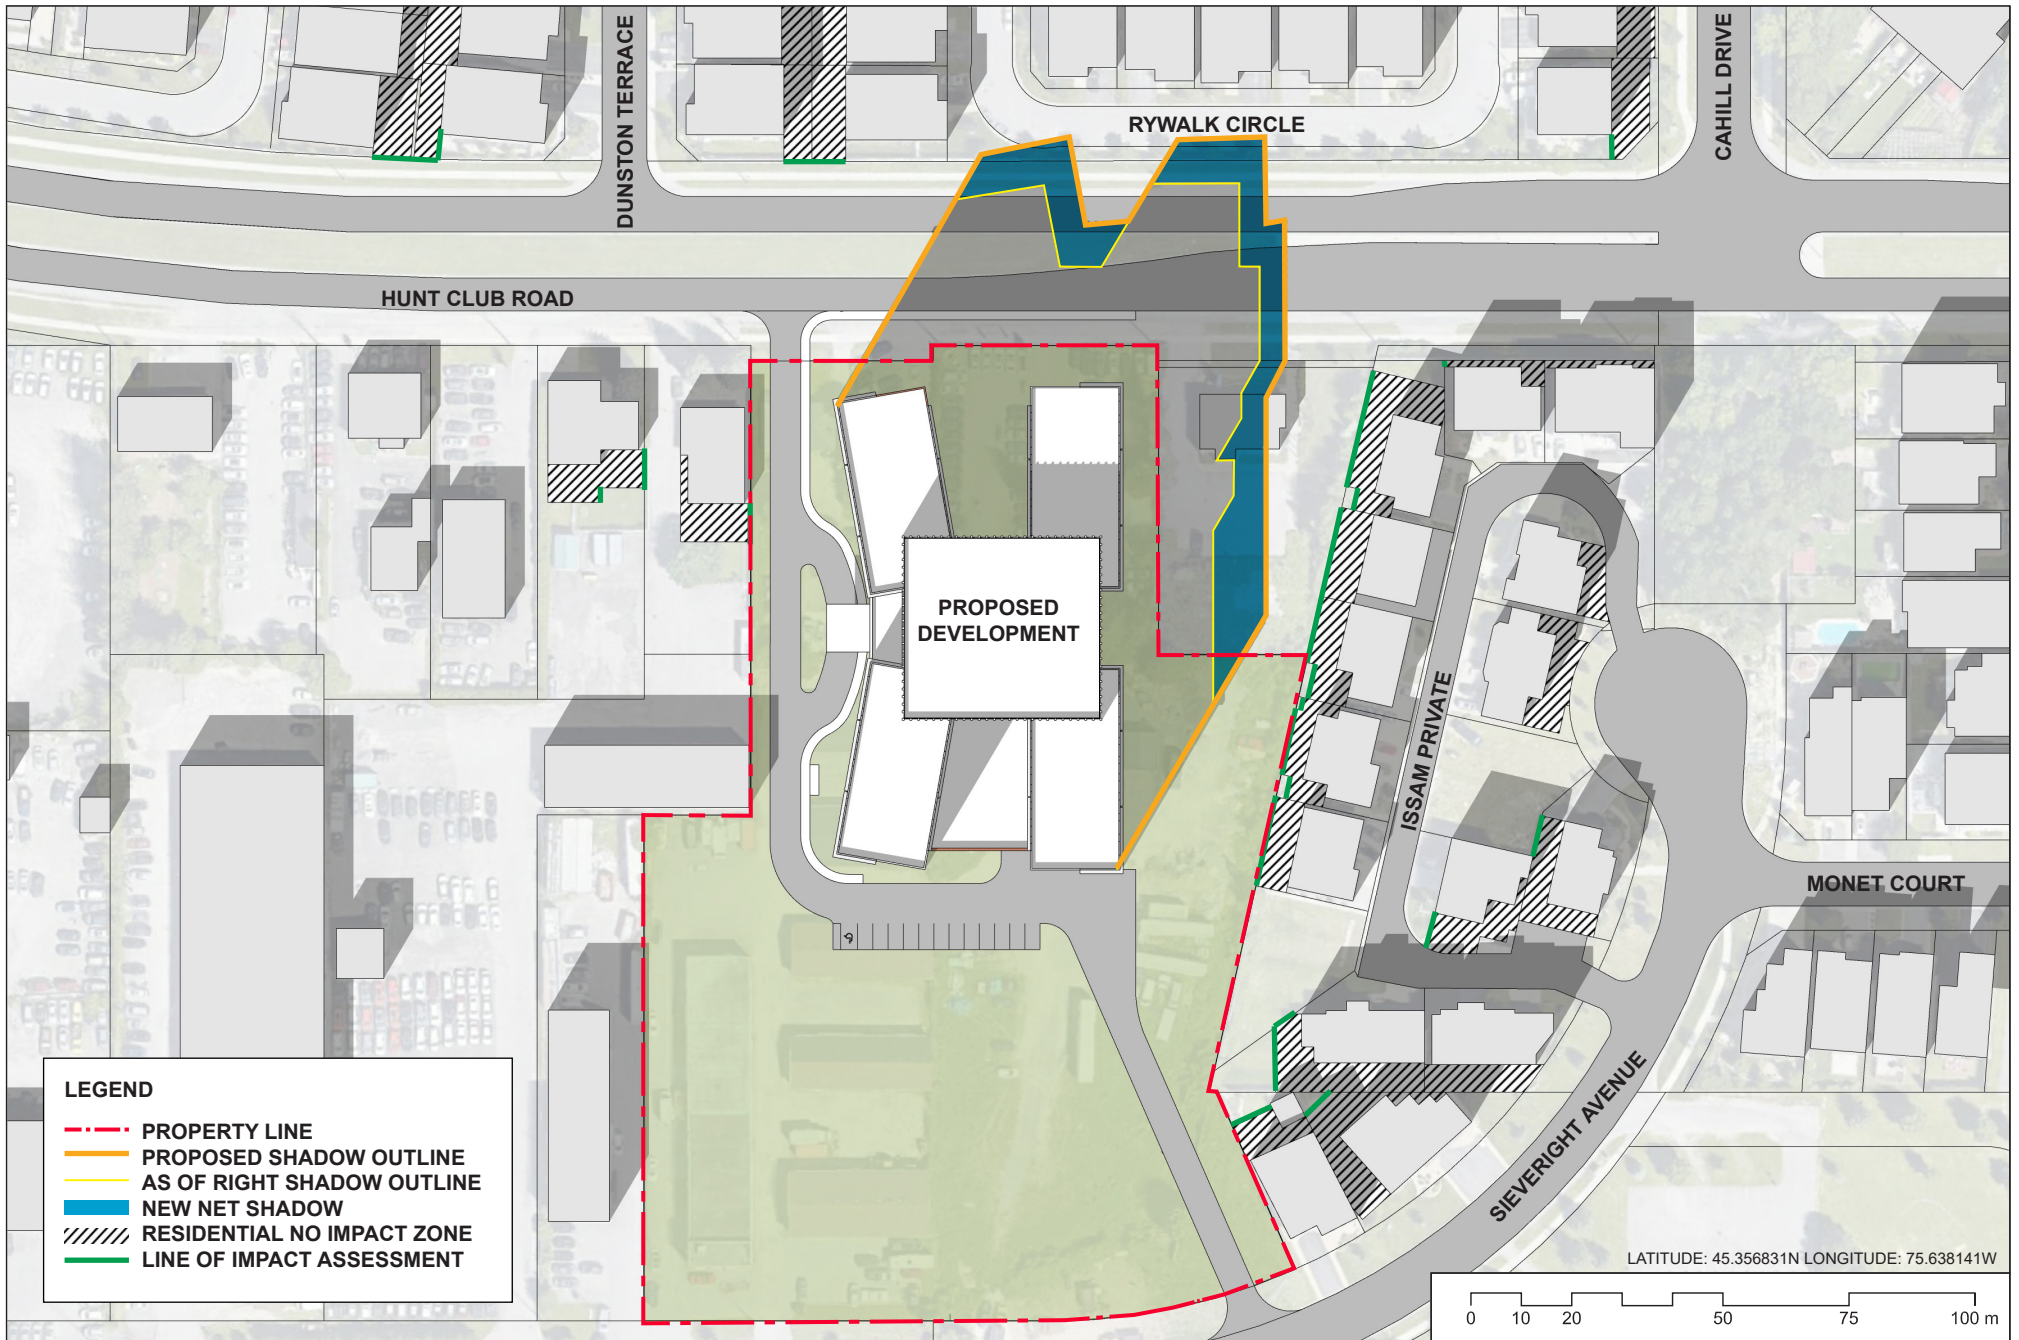 DUNSTON TERRACE
RYWALK CIRCLE
CAHILL DRIVE
HUNT CLUB ROAD
PROPOSED
DEVELOPMENT
ISSAM PRIVATE
MONET COURT
SIEVERIGHT AVENUE
LEGEND
PROPERTY LINE
PROPOSED SHADOW OUTLINE
AS OF RIGHT SHADOW OUTLINE
NEW NET SHADOW
RESIDENTIAL NO IMPACT ZONE
LINE OF IMPACT ASSESSMENT
LATITUDE: 45.356831N LONGITUDE: 75.638141W
0 10 20 50 75 100 m